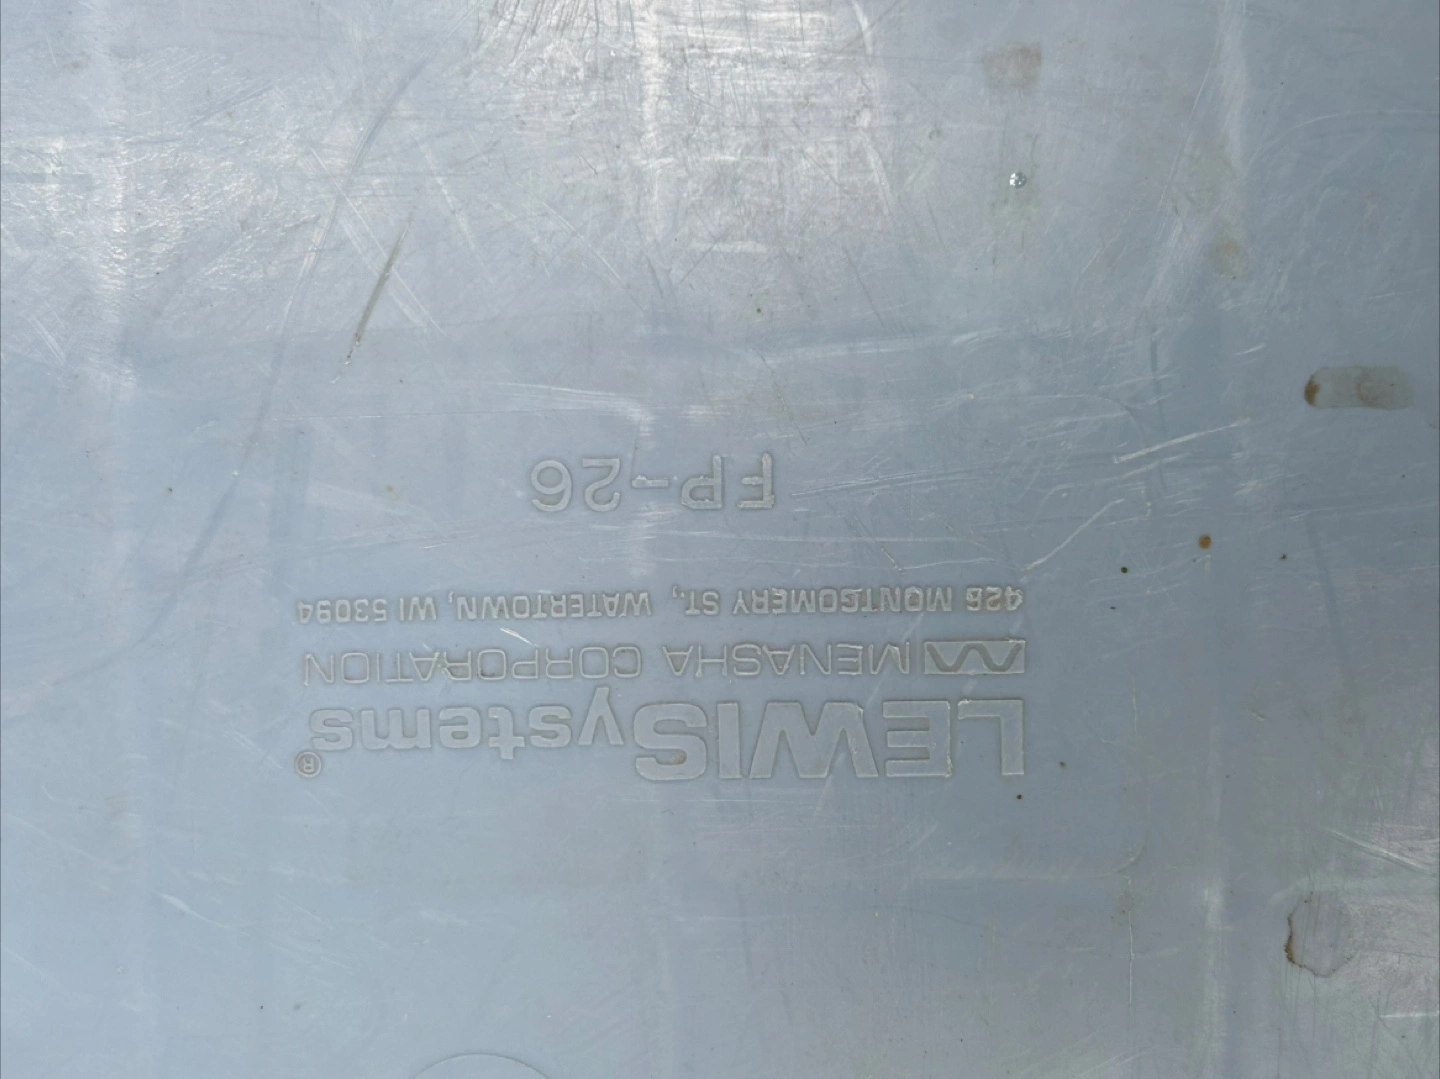 LEWISystems®
MENASHA CORPORATION
426 MONTGOMERY ST., WATERTOWN, WI 53094
FP-26